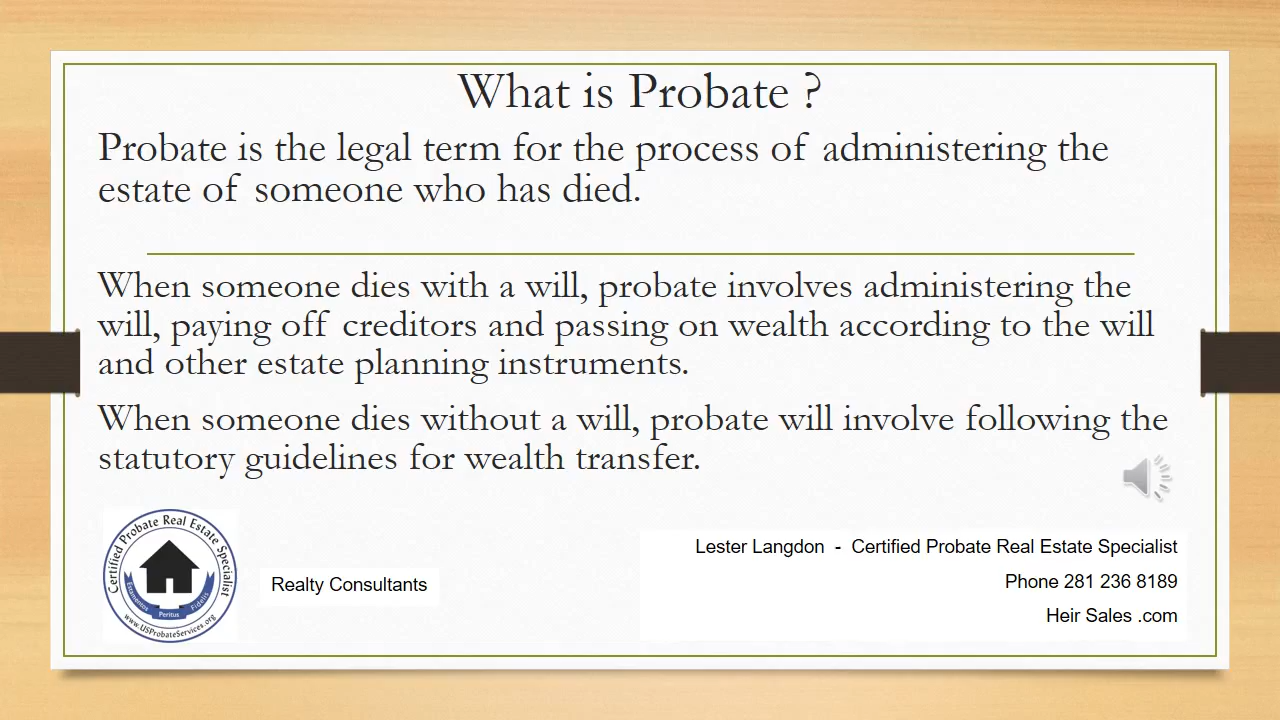 What is Probate ?
Probate is the legal term for the process of administering the
estate of someone who has died.
When someone dies with a will, probate involves administering the
will, paying off creditors and passing on wealth according to the will
and other estate planning instruments.
When someone dies without a will, probate will involve following the
statutory guidelines for wealth transfer.
Certified Probate Real Estate Specialist
Peritus
Fidelis
www.USProbateServices.org
Realty Consultants
Lester Langdon - Certified Probate Real Estate Specialist
Phone 281 236 8189
Heir Sales .com